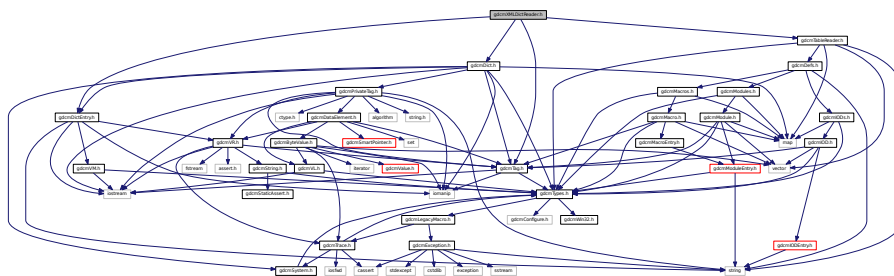 gdcmXMLDictReader.h
gdcmTableReader.h
gdcmDict.h
gdcmDefs.h
gdcmPrivateTag.h
gdcmMacros.h
gdcmModules.h
gdcmDictEntry.h
ctype.h
gdcmDataElement.h
algorithm
string.h
gdcmMacro.h
gdcmModule.h
gdcmIODs.h
gdcmVR.h
gdcmByteValue.h
gdcmSmartPointer.h
set
gdcmMacroEntry.h
map
gdcmIOD.h
gdcmVM.h
fstream
assert.h
gdcmString.h
gdcmVL.h
iterator
gdcmValue.h
gdcmTag.h
gdcmModuleEntry.h
vector
iostream
gdcmStaticAssert.h
iomanip
gdcmTypes.h
gdcmLegacyMacro.h
gdcmConfigure.h
gdcmWin32.h
gdcmTrace.h
gdcmException.h
gdcmIODEntry.h
gdcmSystem.h
iosfwd
cassert
stdexcept
cstdlib
exception
sstream
string